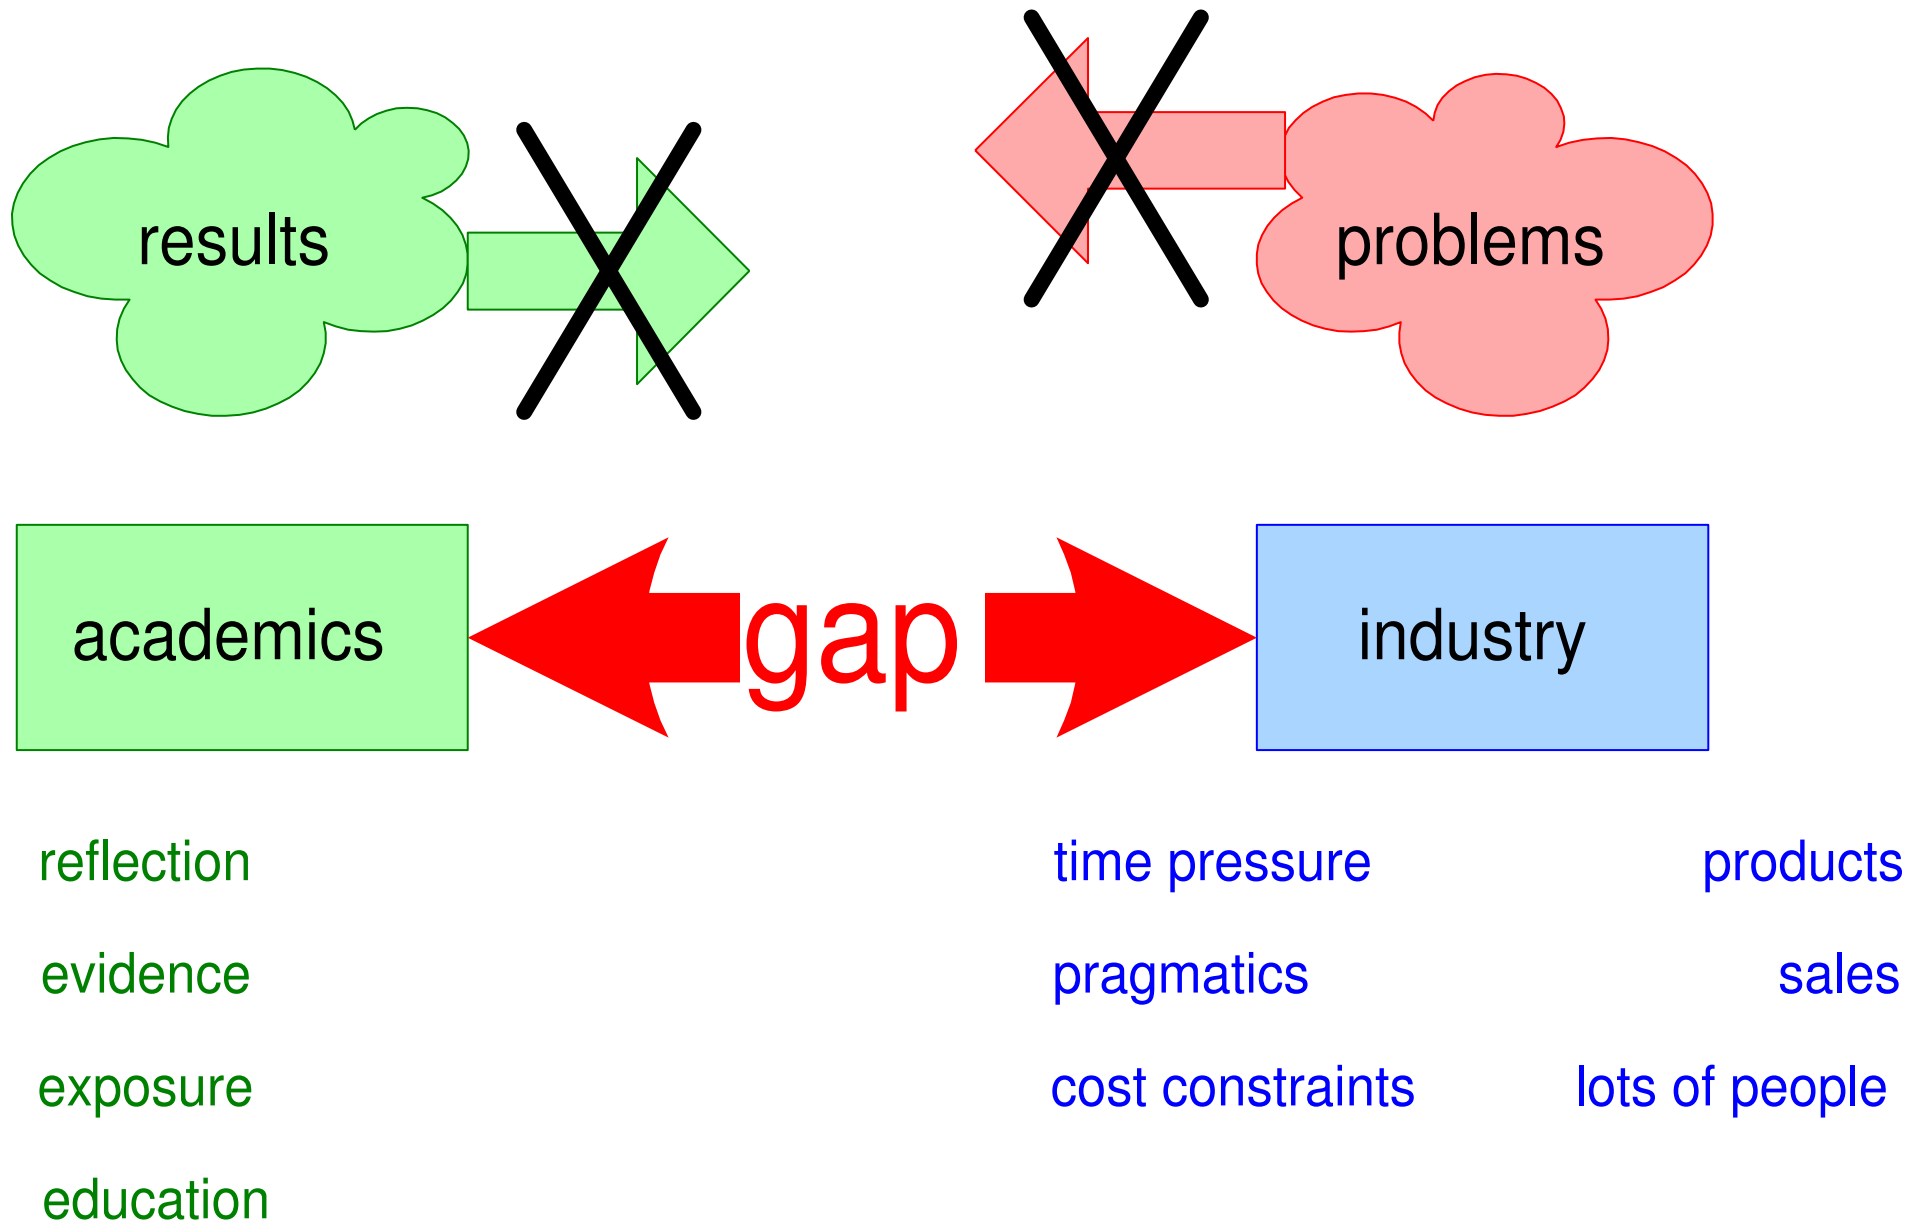 results
problems
academics
gap
industry
reflection
time pressure
products
evidence
pragmatics
sales
exposure
cost constraints
lots of people
education